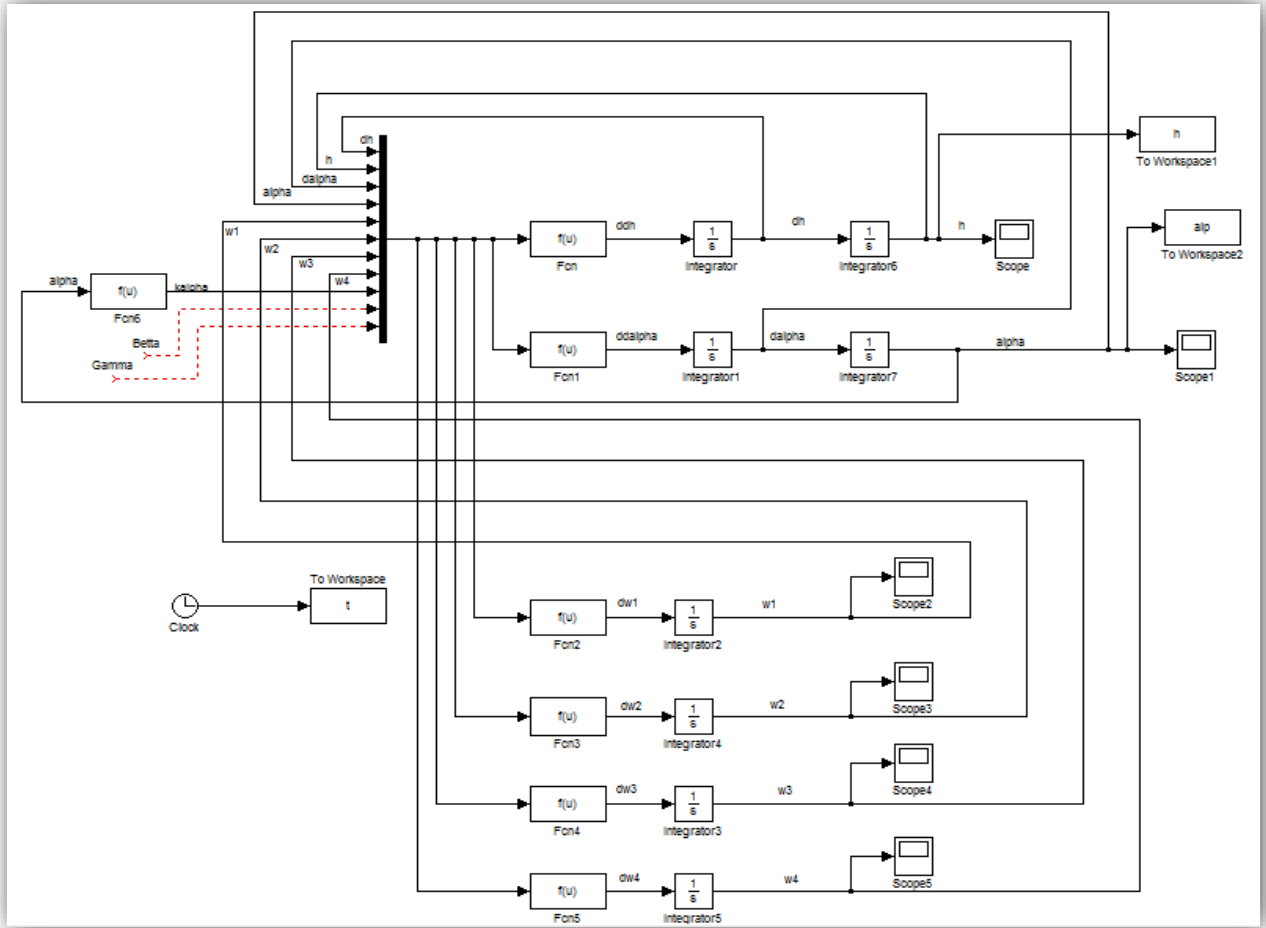 dh
h
dalpha
alpha
w1
w2
w3
w4
alpha
f(u)
Fcn6
kalpha
Betta
Gamma
f(u)
Fcn
ddh
1
s
Integrator
dh
1
s
Integrator6
h
Scope
h
To Workspace1
alp
To Workspace2
f(u)
Fcn1
ddalpha
1
s
Integrator1
dalpha
1
s
Integrator7
alpha
Scope1
Clock
To Workspace
t
f(u)
Fcn2
dw1
1
s
Integrator2
w1
Scope2
f(u)
Fcn3
dw2
1
s
Integrator4
w2
Scope3
f(u)
Fcn4
dw3
1
s
Integrator3
w3
Scope4
f(u)
Fcn5
dw4
1
s
Integrator5
w4
Scope5